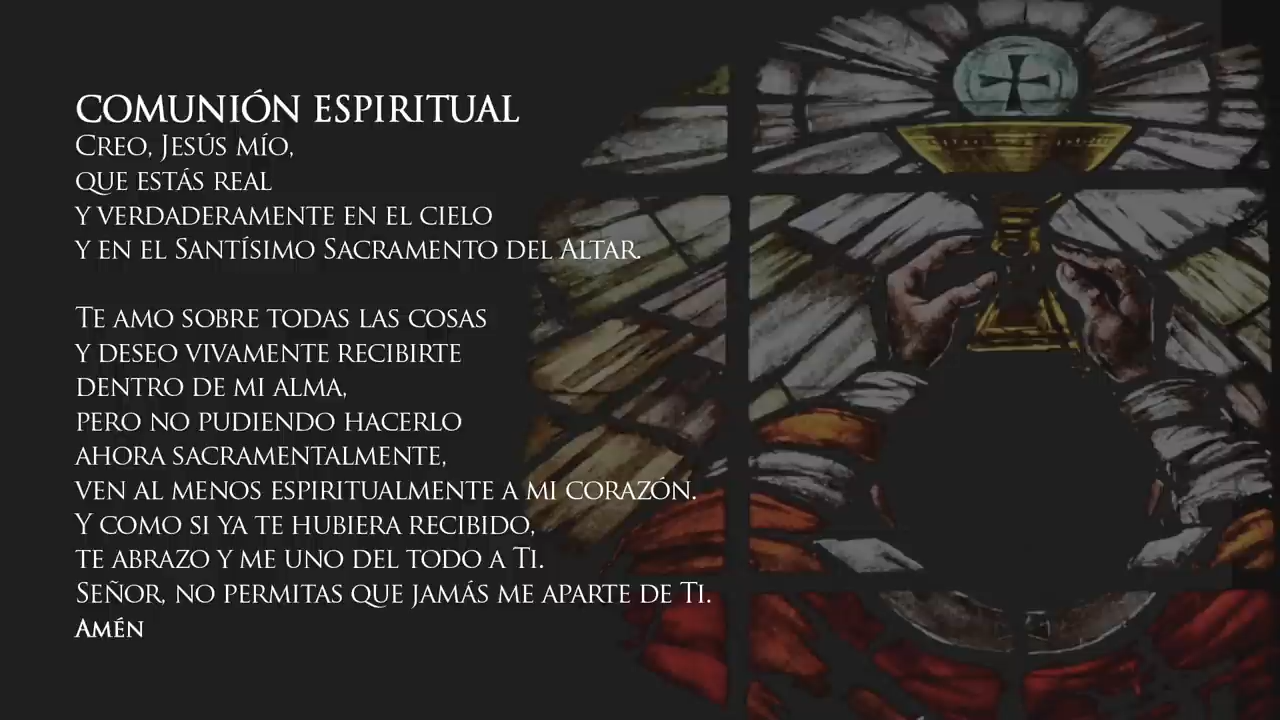 COMUNIÓN ESPIRITUAL
CREO, JESÚS MÍO,
QUE ESTÁS REAL
Y VERDADERAMENTE EN EL CIELO
Y EN EL SANTÍSIMO SACRAMENTO DEL ALTAR.
TE AMO SOBRE TODAS LAS COSAS
Y DESEO VIVAMENTE RECIBIRTE
DENTRO DE MI ALMA,
PERO NO PUDIENDO HACERLO
AHORA SACRAMENTALMENTE,
VEN AL MENOS ESPIRITUALMENTE A MI CORAZÓN.
Y COMO SI YA TE HUBIERA RECIBIDO,
TE ABRAZO Y ME UNO DEL TODO A TI.
SEÑOR, NO PERMITAS QUE JAMÁS ME APARTE DE TI.
AMÉN